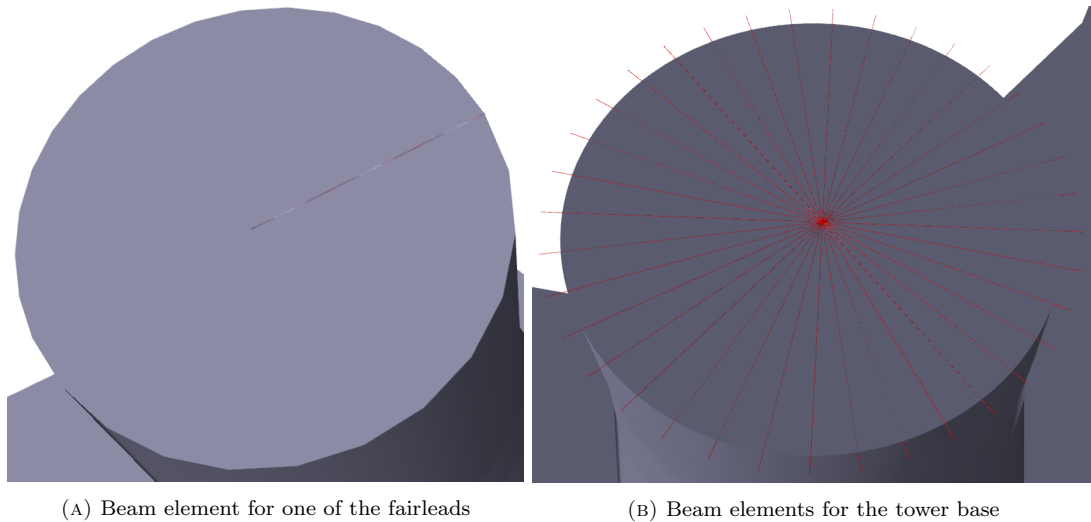 (A) Beam element for one of the fairleads
(B) Beam elements for the tower base